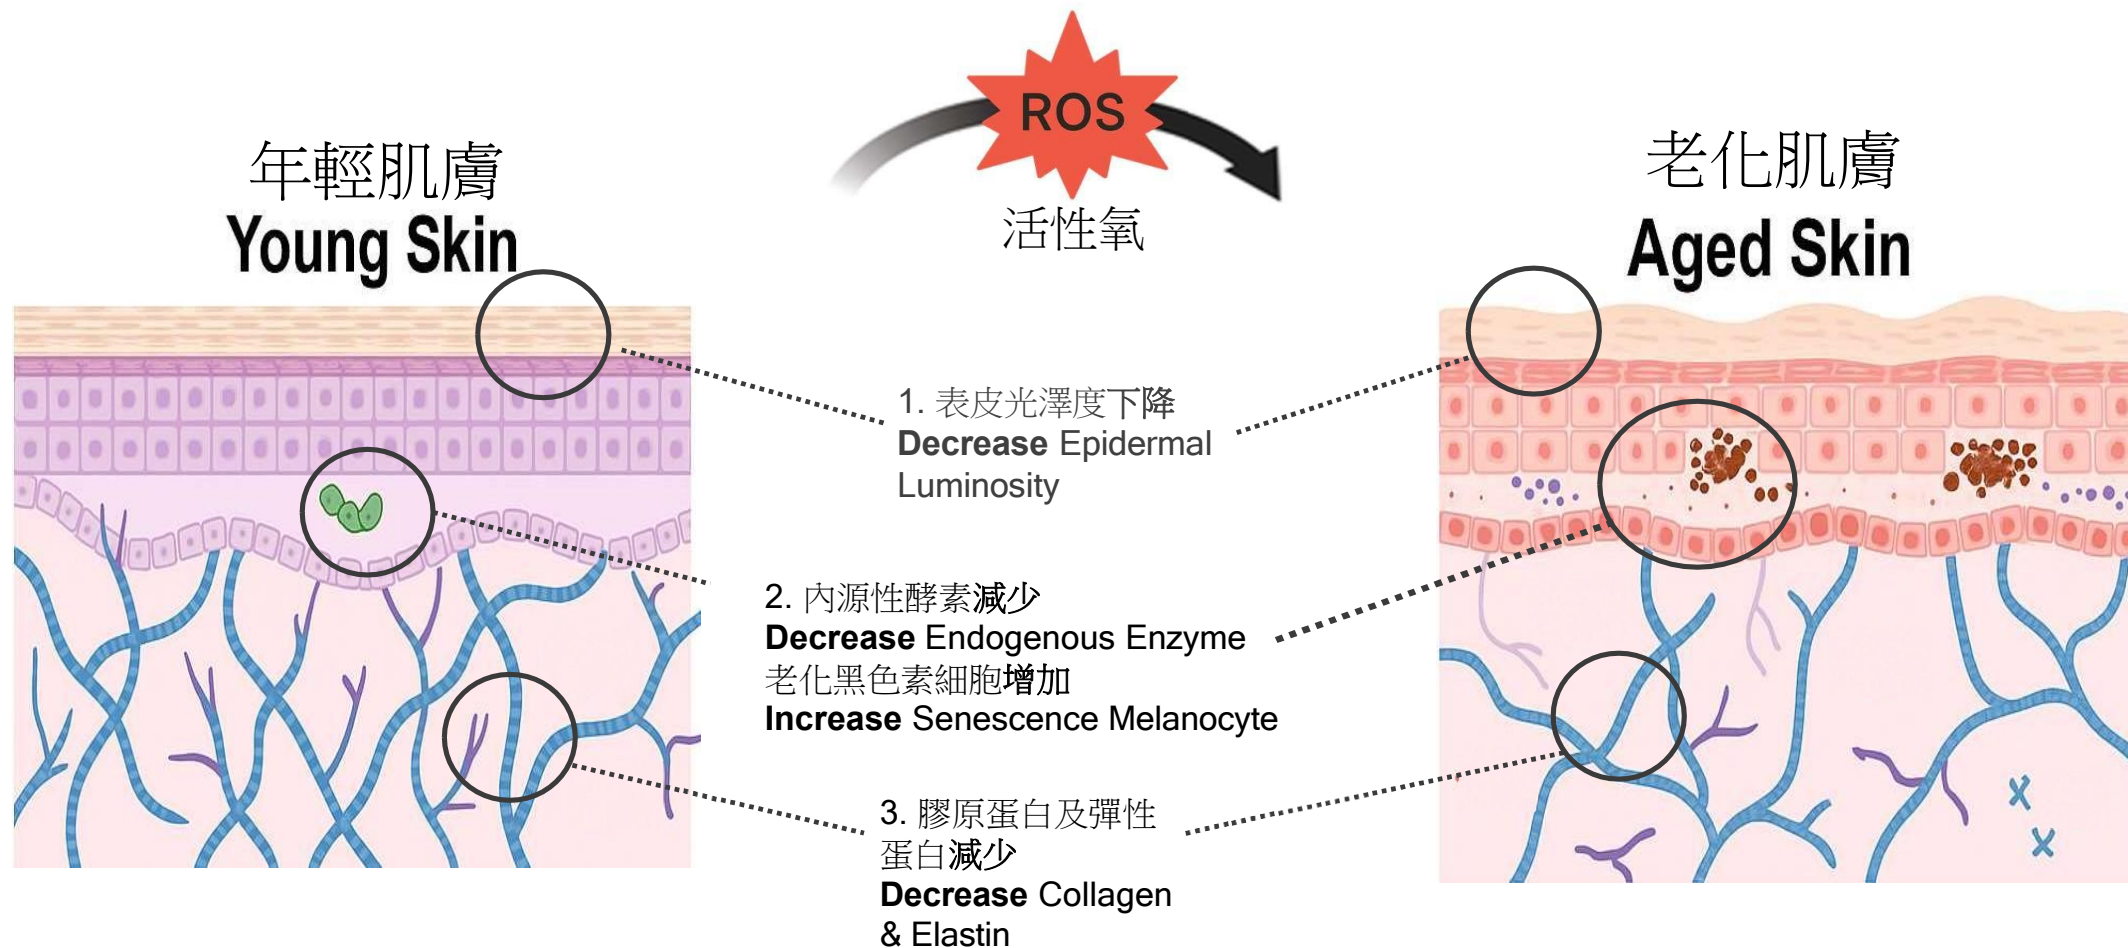 ROS
活性氧
年輕肌膚
Young Skin
老化肌膚
Aged Skin
1. 表皮光澤度下降
Decrease Epidermal
Luminosity
2. 內源性酵素減少
Decrease Endogenous Enzyme
老化黑色素細胞增加
Increase Senescence Melanocyte
3. 膠原蛋白及彈性
蛋白減少
Decrease Collagen
& Elastin